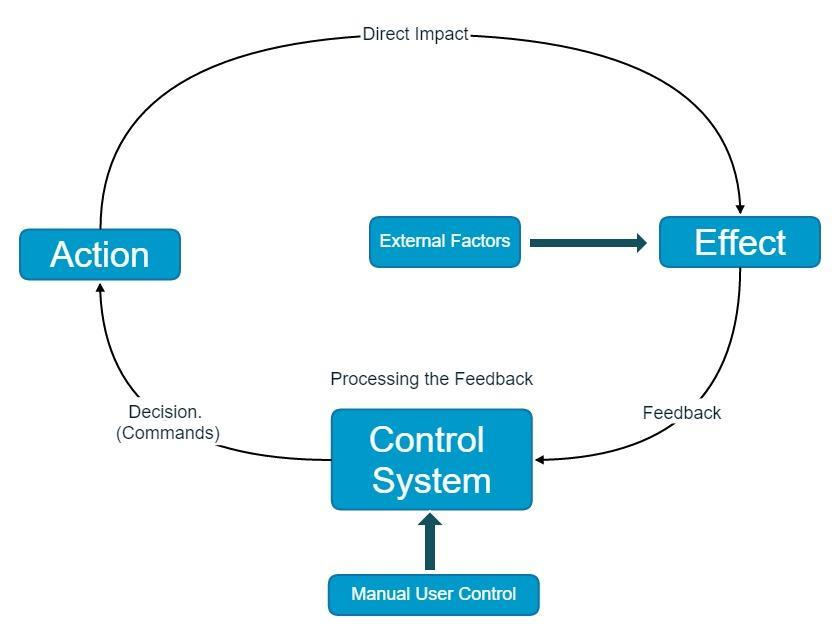 Direct Impact
Action
External Factors
Effect
Processing the Feedback
Decision.
(Commands)
Feedback
Control
System
Manual User Control